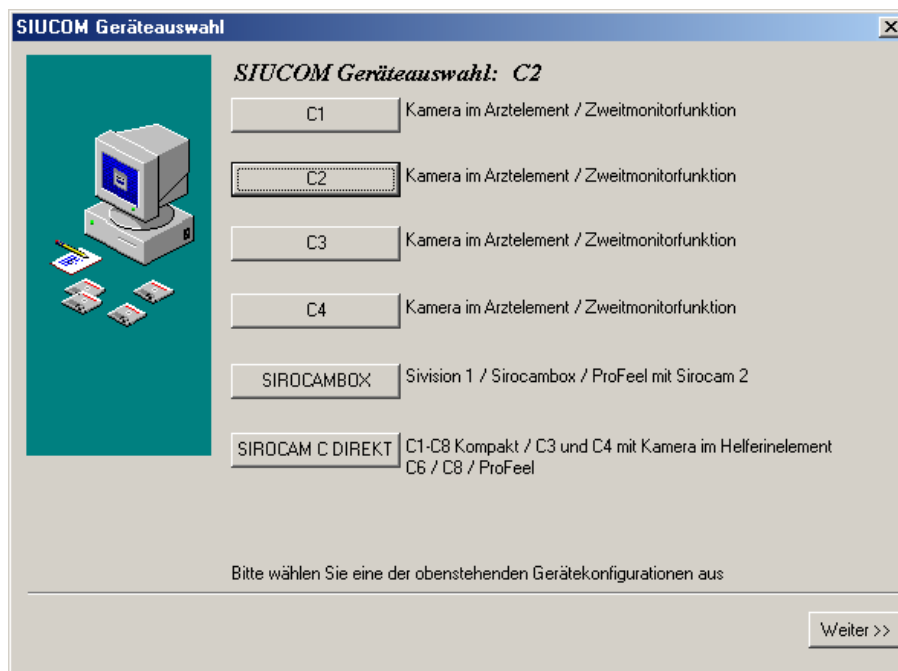 SIUCOM Geräteauswahl
SIUCOM Geräteauswahl: C2
C1 Kamera im Arztelement / Zweitmonitorfunktion
C2 Kamera im Arztelement / Zweitmonitorfunktion
C3 Kamera im Arztelement / Zweitmonitorfunktion
C4 Kamera im Arztelement / Zweitmonitorfunktion
SIROCAMBOX Sivision 1 / Sirocambox / ProFeel mit Sirocam 2
SIROCAM C DIREKT C1-C8 Kompakt / C3 und C4 mit Kamera im Helferinelement
C6 / C8 / ProFeel
Bitte wählen Sie eine der obenstehenden Gerätekonfigurationen aus
Weiter >>